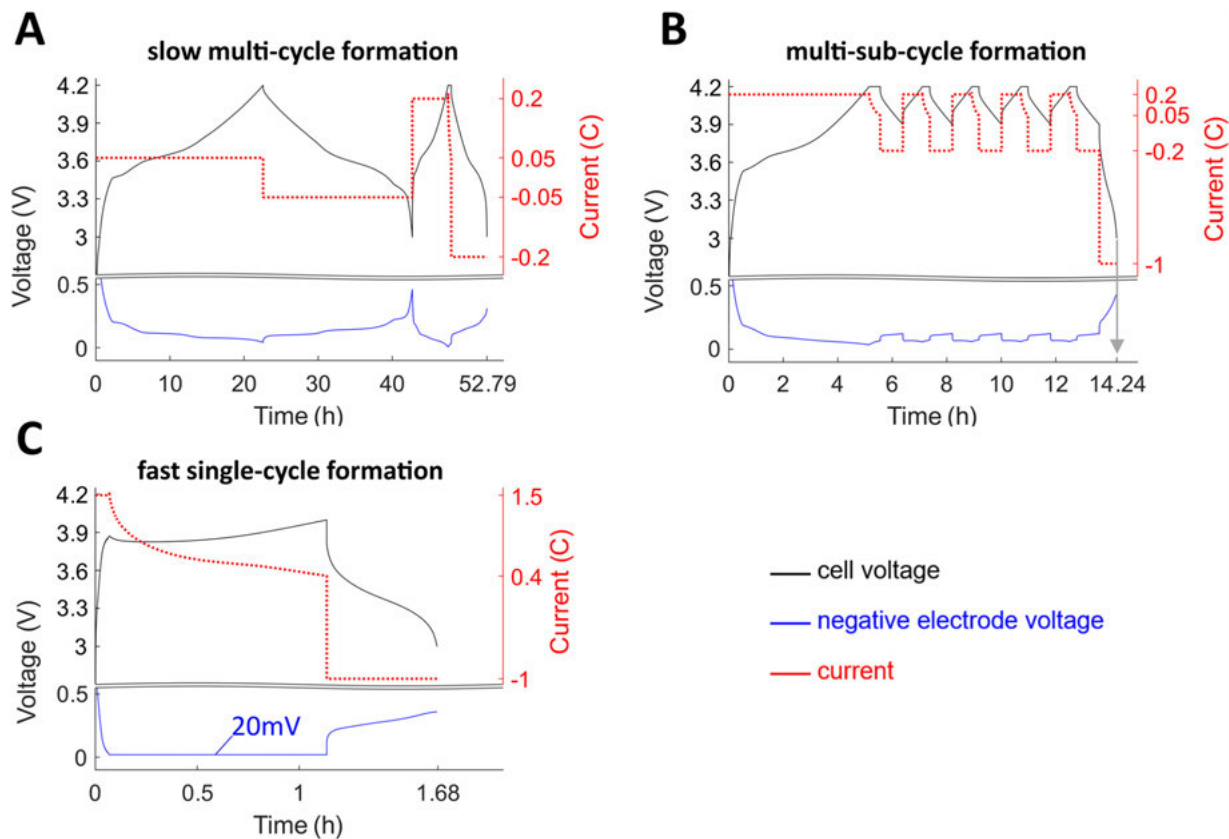 A
slow multi-cycle formation
4.2
3.9
3.6
3.3
3
0.5
0
Voltage (V)
0.2
0.05
-0.05
-0.2
Current (C)
0 10 20 30 40 52.79
Time (h)
B
multi-sub-cycle formation
4.2
3.9
3.6
3.3
3
0.5
0
Voltage (V)
0.2
0.05
-0.2
-1
Current (C)
0 2 4 6 8 10 12 14.24
Time (h)
C
fast single-cycle formation
4.2
3.9
3.6
3.3
3
0.5
0
Voltage (V)
1.5
0.4
-1
Current (C)
20mV
0 0.5 1 1.68
Time (h)
cell voltage
negative electrode voltage
current